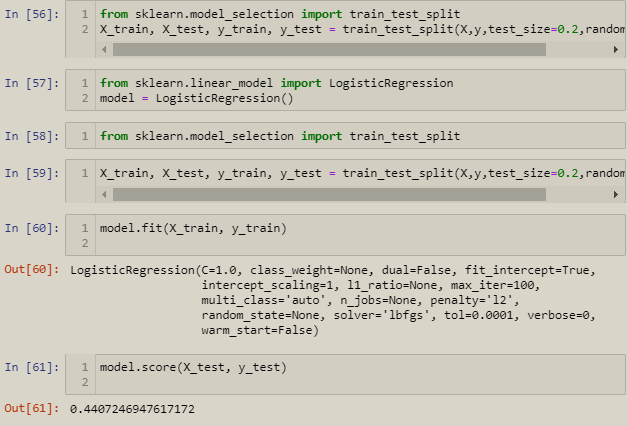 In [56]:
1 from sklearn.model_selection import train_test_split
2 X_train, X_test, y_train, y_test = train_test_split(X,y,test_size=0.2,random
In [57]:
1 from sklearn.linear_model import LogisticRegression
2 model = LogisticRegression()
In [58]:
1 from sklearn.model_selection import train_test_split
In [59]:
1 X_train, X_test, y_train, y_test = train_test_split(X,y,test_size=0.2,random
In [60]:
1 model.fit(X_train, y_train)
2
Out[60]: LogisticRegression(C=1.0, class_weight=None, dual=False, fit_intercept=True,
intercept_scaling=1, l1_ratio=None, max_iter=100,
multi_class='auto', n_jobs=None, penalty='l2',
random_state=None, solver='lbfgs', tol=0.0001, verbose=0,
warm_start=False)
In [61]:
1 model.score(X_test, y_test)
2
Out[61]: 0.4407246947617172